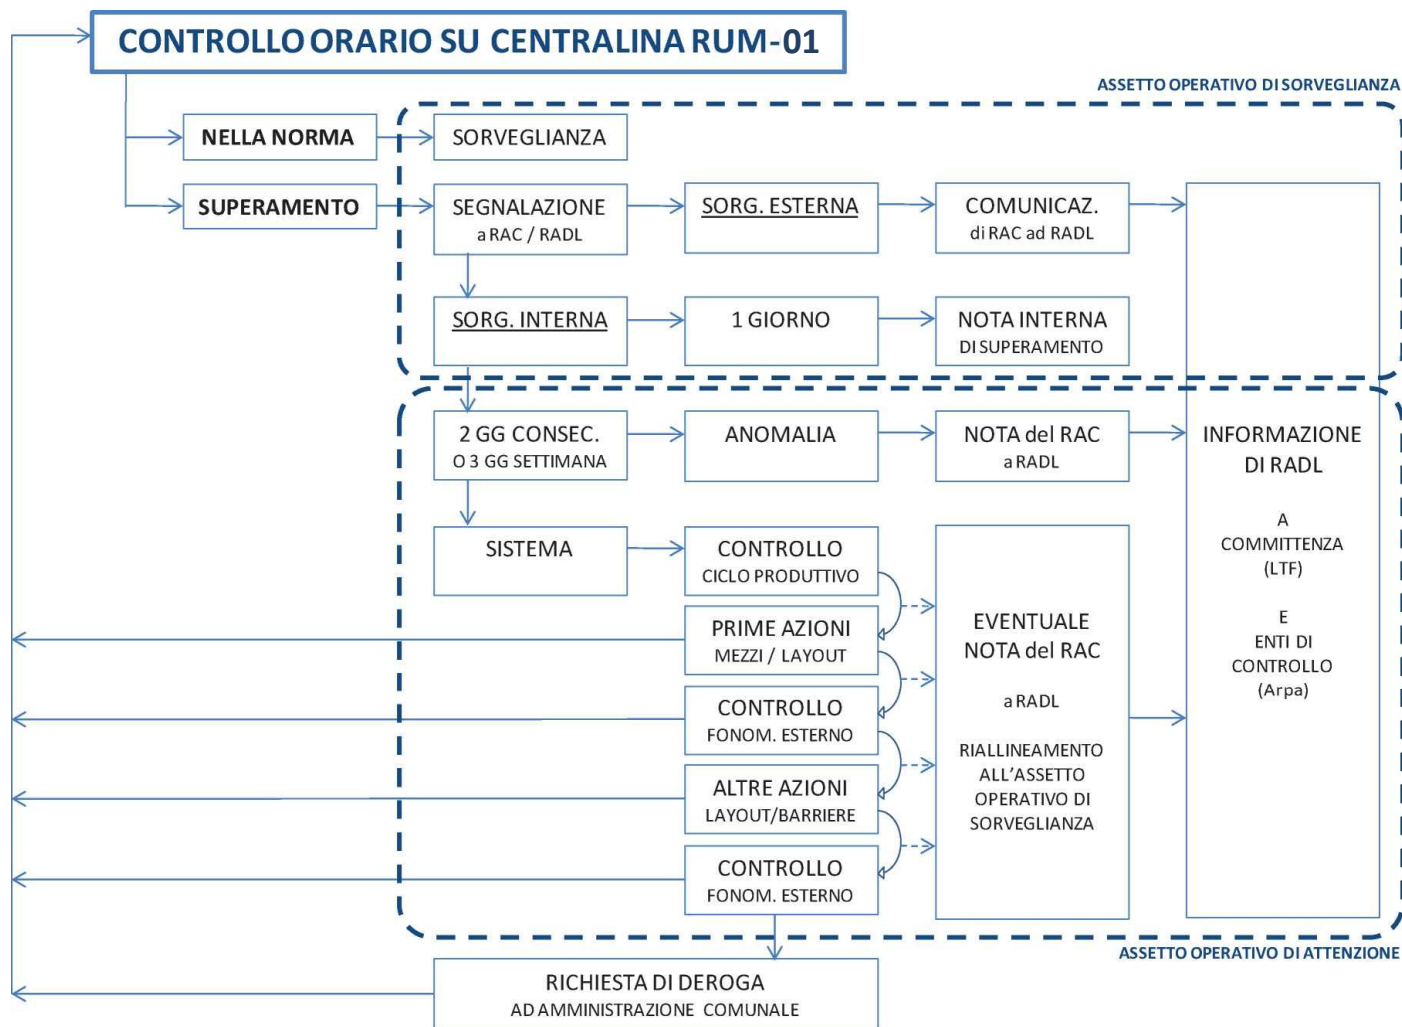 CONTROLLO ORARIO SU CENTRALINA RUM-01
ASSETTO OPERATIVO DI SORVEGLIANZA
NELLA NORMA
SORVEGLIANZA
SUPERAMENTO
SEGNALAZIONE
a RAC / RADL
SORG. ESTERNA
COMUNICAZ.
di RAC ad RADL
SORG. INTERNA
1 GIORNO
NOTA INTERNA
DI SUPERAMENTO
2 GG CONSEC.
O 3 GG SETTIMANA
ANOMALIA
NOTA del RAC
a RADL
INFORMAZIONE
DI RADL
A
COMMITTENZA
(LTF)
E
ENTI DI
CONTROLLO
(Arpa)
SISTEMA
CONTROLLO
CICLO PRODUTTIVO
PRIME AZIONI
MEZZI / LAYOUT
CONTROLLO
FONOM. ESTERNO
ALTRE AZIONI
LAYOUT/BARRIERE
CONTROLLO
FONOM. ESTERNO
EVENTUALE
NOTA del RAC
a RADL
RIALLINEAMENTO
ALL'ASSETTO
OPERATIVO DI
SORVEGLIANZA
ASSETTO OPERATIVO DI ATTENZIONE
RICHIESTA DI DEROGA
AD AMMINISTRAZIONE COMUNALE